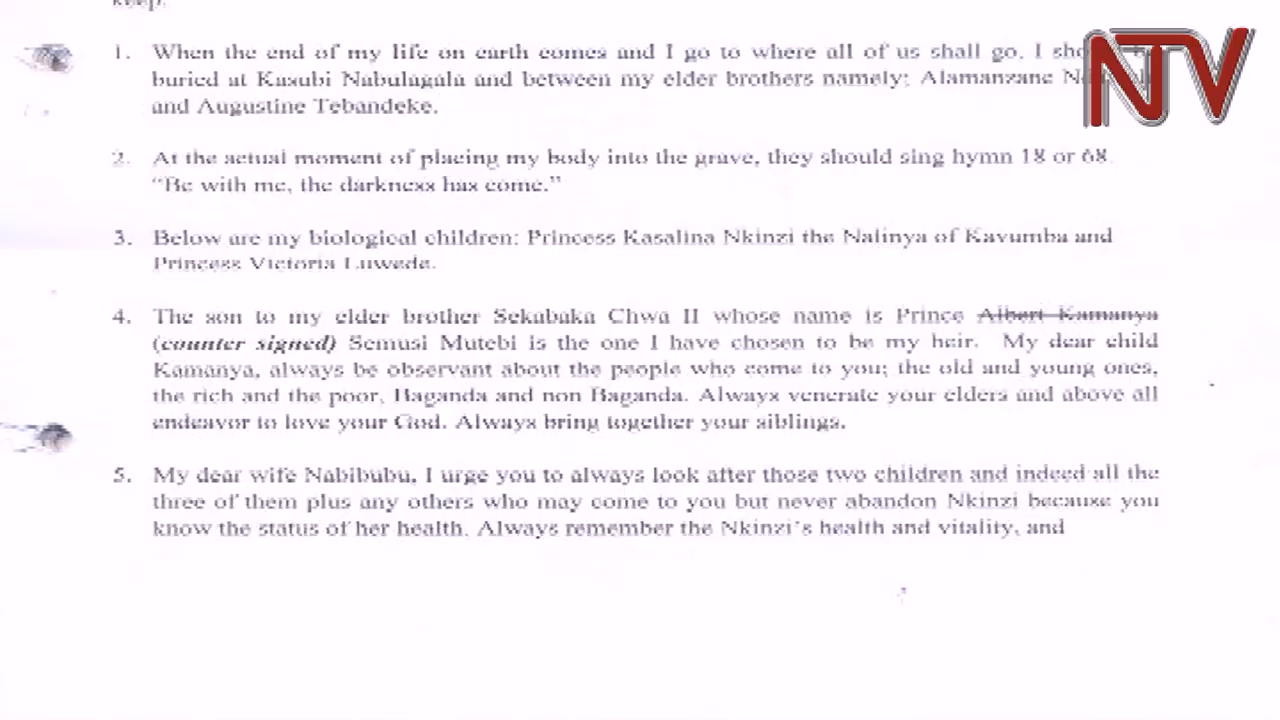 keep.
1. When the end of my life on earth comes and I go to where all of us shall go, I
buried at Kasubi Nabulagala and between my elder brothers namely; Alamanzane
and Augustine Tebandeke.
2. At the actual moment of placing my body into the grave, they should sing hymn 18 or 68.
“Be with me, the darkness has come.”
3. Below are my biological children: Princess Kasalina Nkinzi the Nalinya of Kavumba and
Princess Victoria Luwede.
4. The son to my elder brother Sekabaka Chwa II whose name is Prince Albert Kamanya
(counter signed) Semusi Mutebi is the one I have chosen to be my heir. My dear child
Kamanya, always be observant about the people who come to you; the old and young ones,
the rich and the poor, Baganda and non Baganda. Always venerate your elders and above all
endeavor to love your God. Always bring together your siblings.
5. My dear wife Nabibubu, I urge you to always look after those two children and indeed all the
three of them plus any others who may come to you but never abandon Nkinzi because you
know the status of her health. Always remember the Nkinzi’s health and vitality, and
NTV